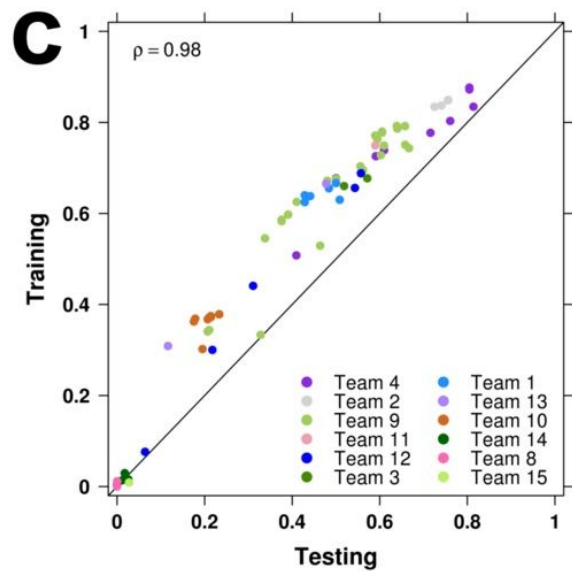 C
ρ = 0.98
1
0.8
0.6
0.4
0.2
0
Training
Team 4
Team 2
Team 9
Team 11
Team 12
Team 3
Team 1
Team 13
Team 10
Team 14
Team 8
Team 15
0 0.2 0.4 0.6 0.8 1
Testing